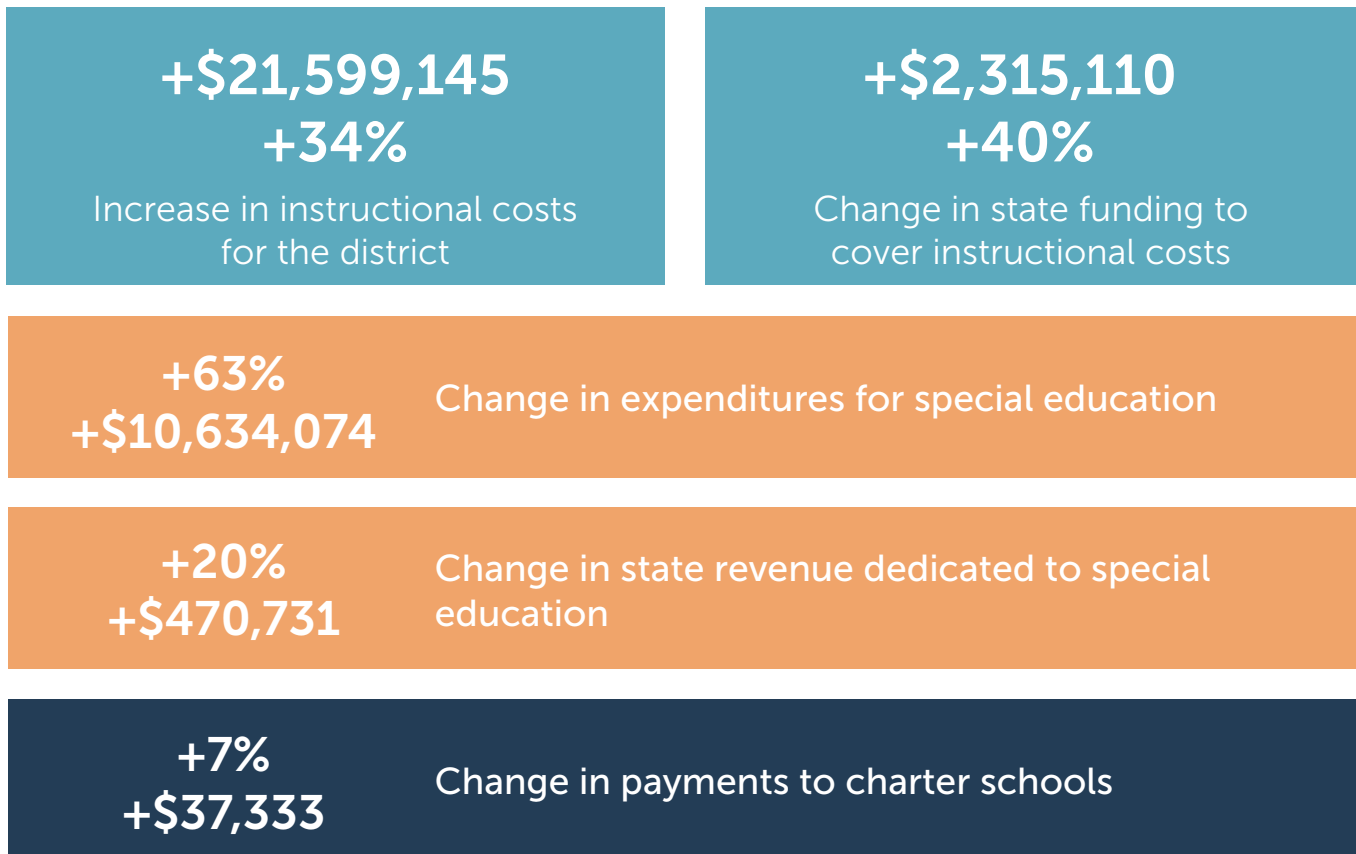 +$21,599,145
+34%
Increase in instructional costs
for the district
+$2,315,110
+40%
Change in state funding to
cover instructional costs
+63%
+$10,634,074
Change in expenditures for special education
+20%
+$470,731
Change in state revenue dedicated to special
education
+7%
+$37,333
Change in payments to charter schools